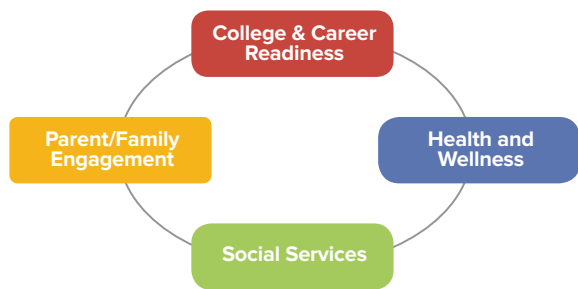 College & Career
Readiness
Parent/Family
Engagement
Health and
Wellness
Social Services